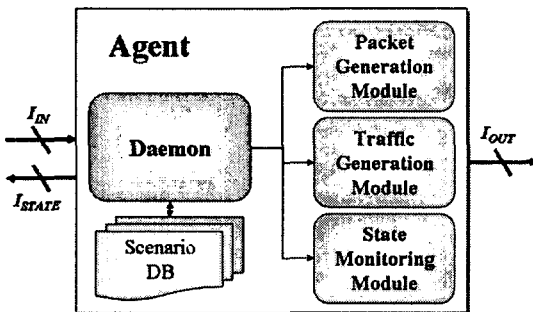 Agent
Packet
Generation
Module
I_IN
Daemon
Traffic
Generation
Module
I_OUT
I_STATE
Scenario
DB
State
Monitoring
Module